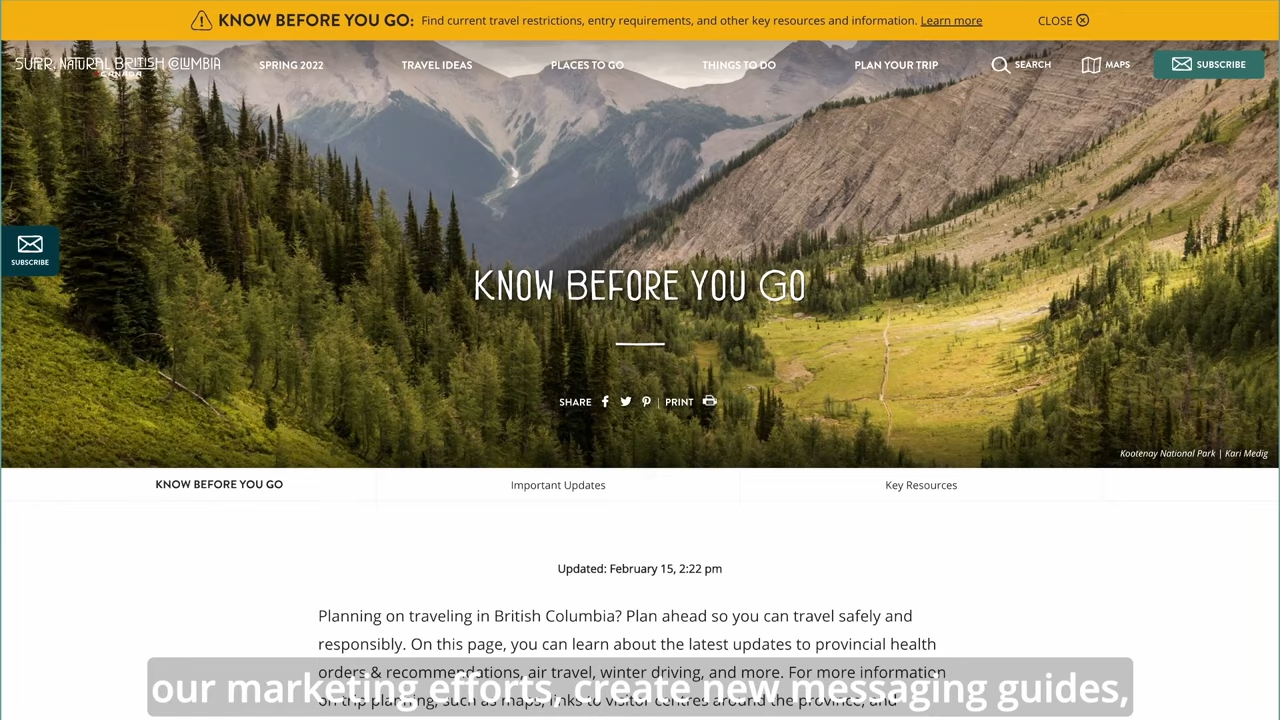 KNOW BEFORE YOU GO: Find current travel restrictions, entry requirements, and other key resources and information. Learn more CLOSE
SUPER, NATURAL BRITISH COLUMBIA
CANADA
SPRING 2022 TRAVEL IDEAS PLACES TO GO THINGS TO DO PLAN YOUR TRIP SEARCH MAPS SUBSCRIBE
SUBSCRIBE
KNOW BEFORE YOU GO
SHARE | PRINT
Kootenay National Park | Kari Medig
KNOW BEFORE YOU GO Important Updates Key Resources
Updated: February 15, 2:22 pm
Planning on traveling in British Columbia? Plan ahead so you can travel safely and
responsibly. On this page, you can learn about the latest updates to provincial health
orders & recommendations, air travel, winter driving, and more. For more information
on trip planning, such as maps, links to visitor centres around the province, and
our marketing efforts, create new messaging guides,